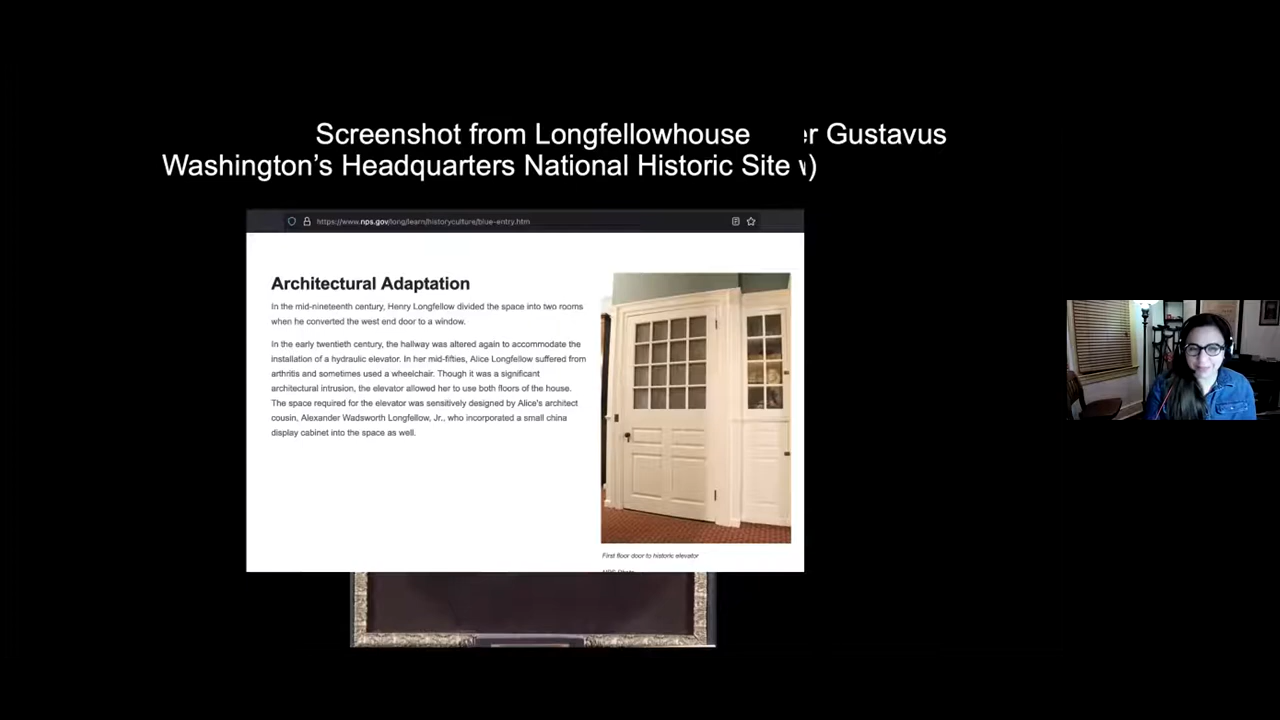 Screenshot from Longfellowhouse er Gustavus
Washington’s Headquarters National Historic Site )
https://www.nps.gov/long/learn/historyculture/blue-entry.htm
Architectural Adaptation
In the mid-nineteenth century, Henry Longfellow divided the space into two rooms
when he converted the west end door to a window.
In the early twentieth century, the hallway was altered again to accommodate the
installation of a hydraulic elevator. In her mid-fifties, Alice Longfellow suffered from
arthritis and sometimes used a wheelchair. Though it was a significant
architectural intrusion, the elevator allowed her to use both floors of the house.
The space required for the elevator was sensitively designed by Alice's architect
cousin, Alexander Wadsworth Longfellow, Jr., who incorporated a small china
display cabinet into the space as well.
First floor door to historic elevator